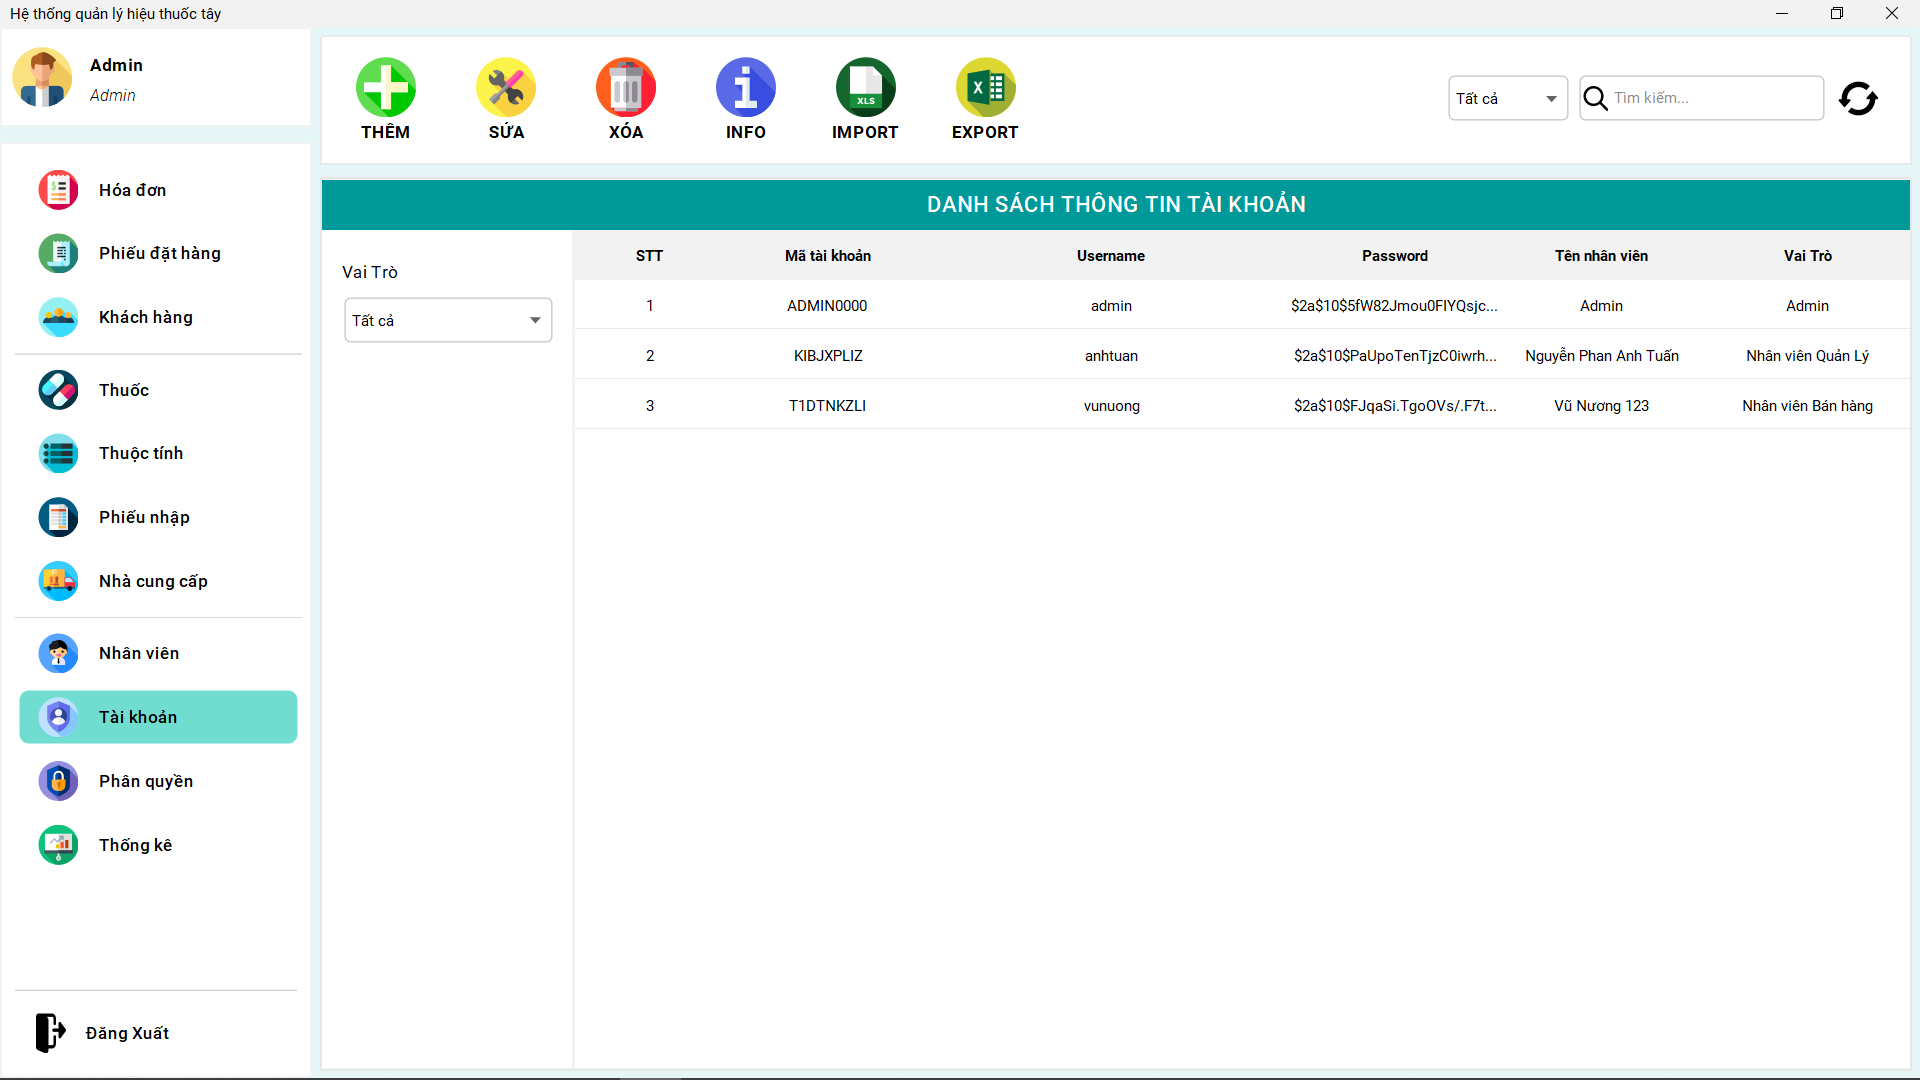 Hệ thống quản lý hiệu thuốc tây
Admin
Admin
THÊM
SỨA
XÓA
INFO
XLS
IMPORT
X
EXPORT
Tất cả
Tìm kiếm...
Hóa đơn
Phiếu đặt hàng
Khách hàng
Thuốc
Thuộc tính
Phiếu nhập
Nhà cung cấp
Nhân viên
Tài khoản
Phân quyền
Thống kê
Đăng Xuất
DANH SÁCH THÔNG TIN TÀI KHOẢN
Vai Trò
Tất cả
STT Mã tài khoản Username Password Tên nhân viên Vai Trò
1 ADMIN0000 admin $2a$10$5fW82Jmou0FIYQsjc... Admin Admin
2 KIBJXPLIZ anhtuan $2a$10$PaUpoTenTjzC0iwrh... Nguyễn Phan Anh Tuấn Nhân viên Quản Lý
3 T1DTNKZLI vunuong $2a$10$FJqaSi.TgoOVs/.F7t... Vũ Nương 123 Nhân viên Bán hàng